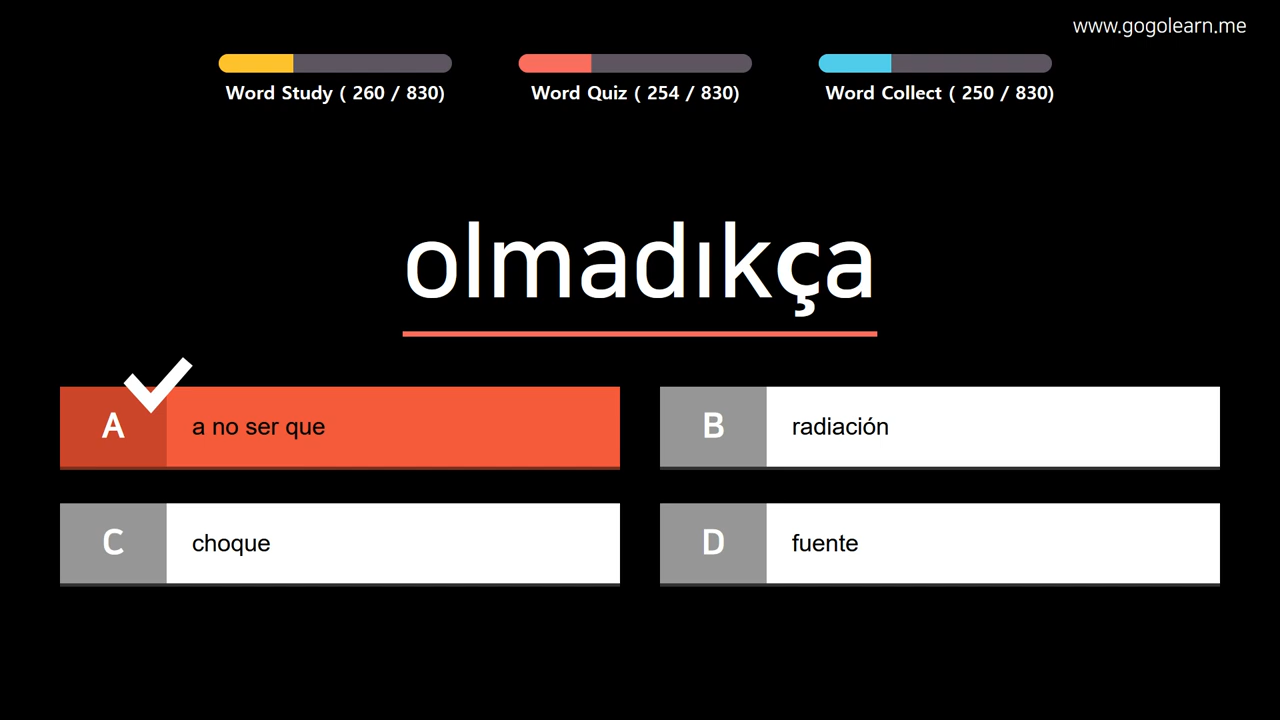 www.gogolearn.me
Word Study ( 260 / 830)
Word Quiz ( 254 / 830)
Word Collect ( 250 / 830)
olmadıkça
A
a no ser que
B
radiación
C
choque
D
fuente